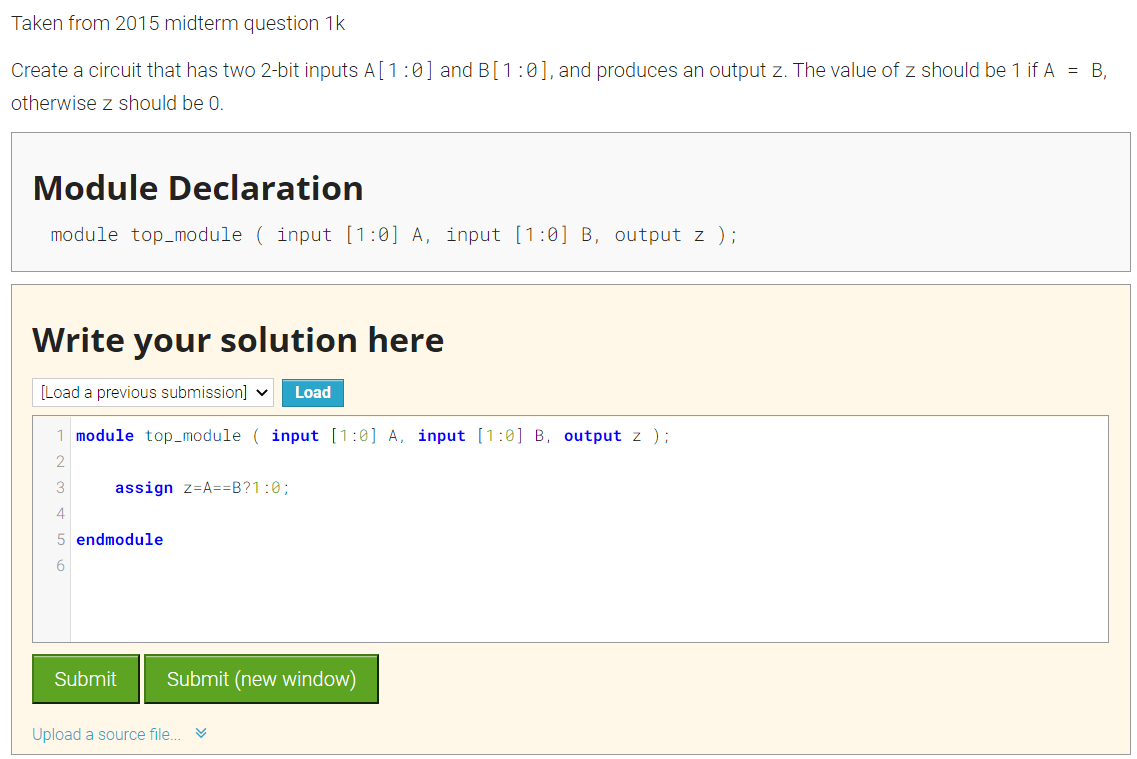 Taken from 2015 midterm question 1k
Create a circuit that has two 2-bit inputs A[1:0] and B[1:0], and produces an output z. The value of z should be 1 if A = B,
otherwise z should be 0.
Module Declaration
module top_module ( input [1:0] A, input [1:0] B, output z );
Write your solution here
[Load a previous submission] Load
1 module top_module ( input [1:0] A, input [1:0] B, output z );
2
3 assign z=A==B?1:0;
4
5 endmodule
6
Submit Submit (new window)
Upload a source file...